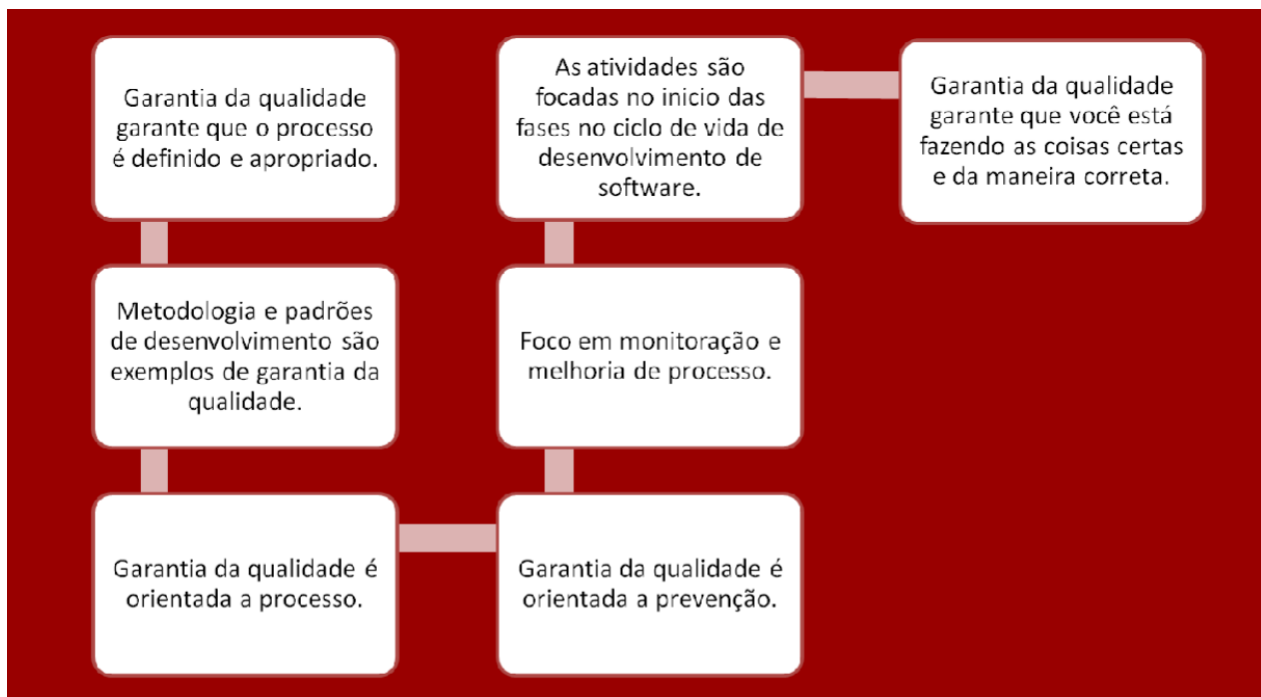 Garantia da qualidade
garante que o processo
é definido e apropriado.
Metodologia e padrões
de desenvolvimento são
exemplos de garantia da
qualidade.
Garantia da qualidade é
orientada a processo.
Garantia da qualidade é
orientada a prevenção.
Foco em monitoração e
melhoria de processo.
As atividades são
focadas no inicio das
fases no ciclo de vida de
desenvolvimento de
software.
Garantia da qualidade
garante que você está
fazendo as coisas certas
e da maneira correta.